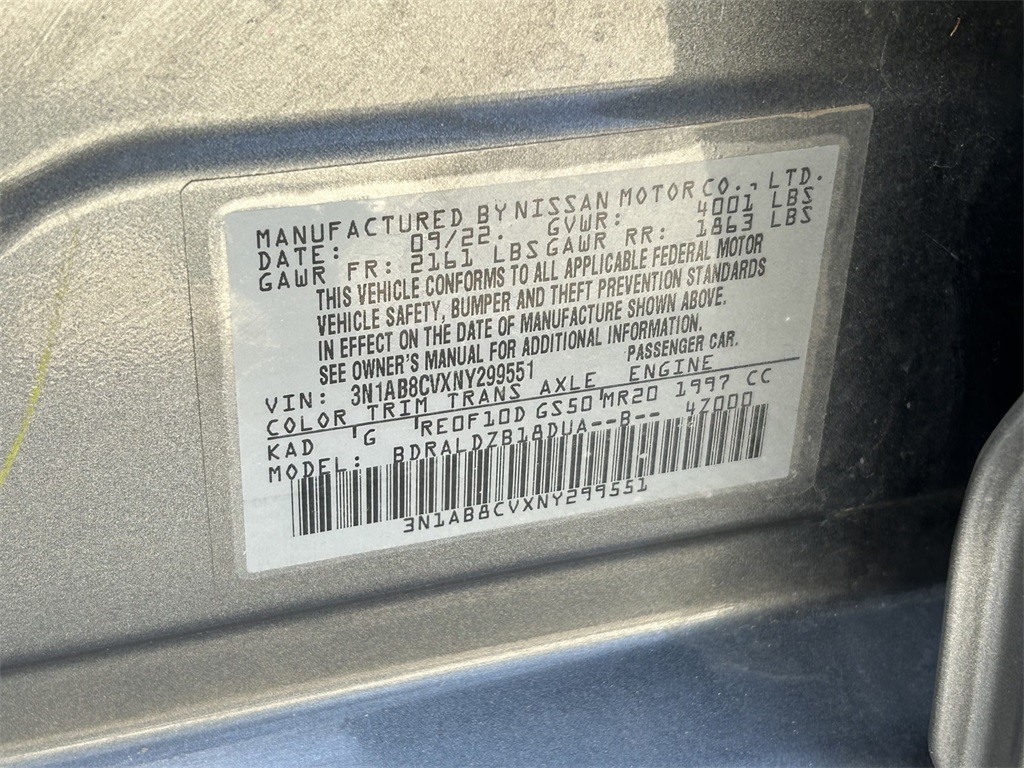 MANUFACTURED BY NISSAN MOTOR CO., LTD.
DATE: 09/22. GVWR: 4001 LBS
GAWR FR: 2161 LBS GAWR RR: 1863 LBS
THIS VEHICLE CONFORMS TO ALL APPLICABLE FEDERAL MOTOR
VEHICLE SAFETY, BUMPER AND THEFT PREVENTION STANDARDS
IN EFFECT ON THE DATE OF MANUFACTURE SHOWN ABOVE.
SEE OWNER'S MANUAL FOR ADDITIONAL INFORMATION.
VIN: 3N1AB8CVXNY299551 PASSENGER CAR.
COLOR TRIM TRANS AXLE ENGINE
KAD G RE0F10D GS50 MR20 1997 CC
MODEL: BDRALDZB18DUA--B-- 4Z000
3N1AB8CVXNY299551